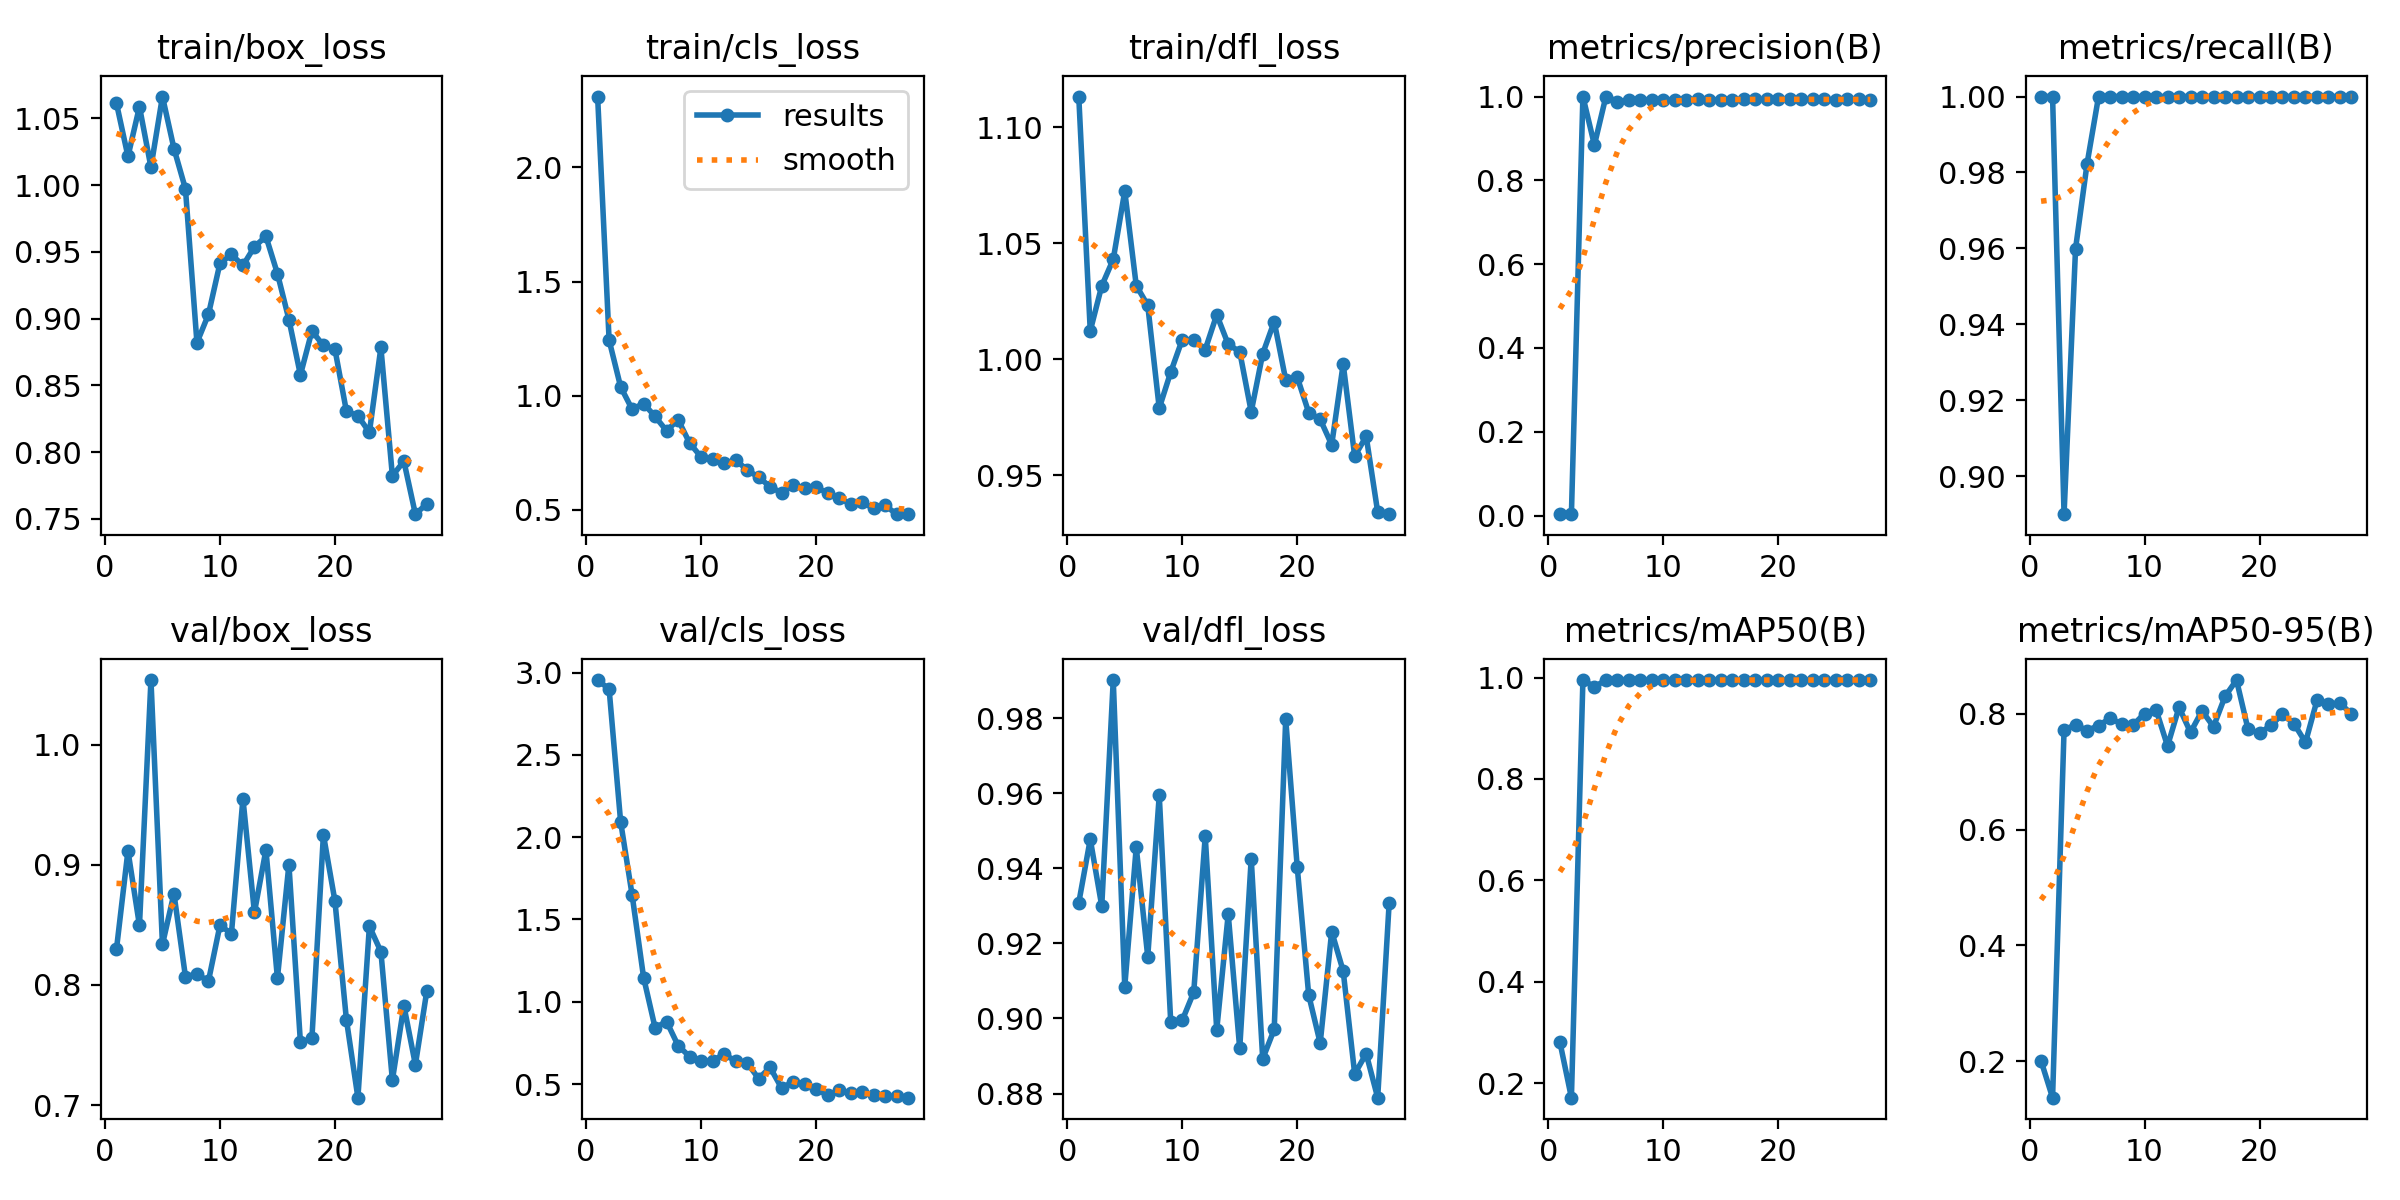 train/box_loss
1.05
1.00
0.95
0.90
0.85
0.80
0.75
0 10 20
train/cls_loss
results
smooth
2.0
1.5
1.0
0.5
0 10 20
train/dfl_loss
1.10
1.05
1.00
0.95
0 10 20
metrics/precision(B)
1.0
0.8
0.6
0.4
0.2
0.0
0 10 20
metrics/recall(B)
1.00
0.98
0.96
0.94
0.92
0.90
0 10 20
val/box_loss
1.0
0.9
0.8
0.7
0 10 20
val/cls_loss
3.0
2.5
2.0
1.5
1.0
0.5
0 10 20
val/dfl_loss
0.98
0.96
0.94
0.92
0.90
0.88
0 10 20
metrics/mAP50(B)
1.0
0.8
0.6
0.4
0.2
0 10 20
metrics/mAP50-95(B)
0.8
0.6
0.4
0.2
0 10 20